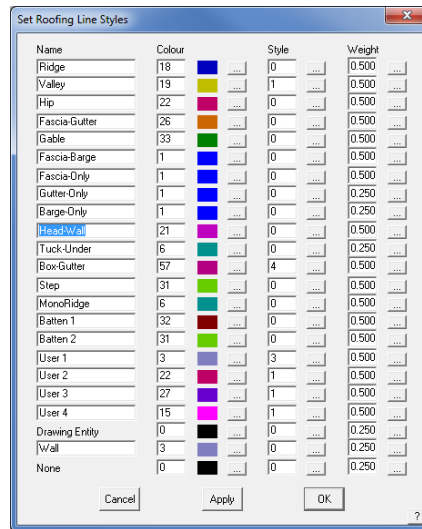 Set Roofing Line Styles
Name Colour Style Weight
Ridge 18 ... 0 ... 0.500 ...
Valley 19 ... 1 ... 0.500 ...
Hip 22 ... 0 ... 0.500 ...
Fascia-Gutter 26 ... 0 ... 0.500 ...
Gable 33 ... 0 ... 0.500 ...
Fascia-Barge 1 ... 0 ... 0.500 ...
Fascia-Only 1 ... 0 ... 0.500 ...
Gutter-Only 1 ... 0 ... 0.250 ...
Barge-Only 1 ... 0 ... 0.250 ...
Head-Wall 21 ... 0 ... 0.500 ...
Tuck-Under 6 ... 0 ... 0.250 ...
Box-Gutter 57 ... 4 ... 0.500 ...
Step 31 ... 0 ... 0.500 ...
MonoRidge 6 ... 0 ... 0.500 ...
Batten 1 32 ... 0 ... 0.500 ...
Batten 2 31 ... 0 ... 0.500 ...
User 1 3 ... 3 ... 0.500 ...
User 2 22 ... 1 ... 0.500 ...
User 3 27 ... 1 ... 0.500 ...
User 4 15 ... 1 ... 0.500 ...
Drawing Entity 0 ... 0 ... 0.250 ...
Wall 3 ... 0 ... 0.250 ...
None 0 ... 0 ... 0.250 ...
Cancel Apply OK
?